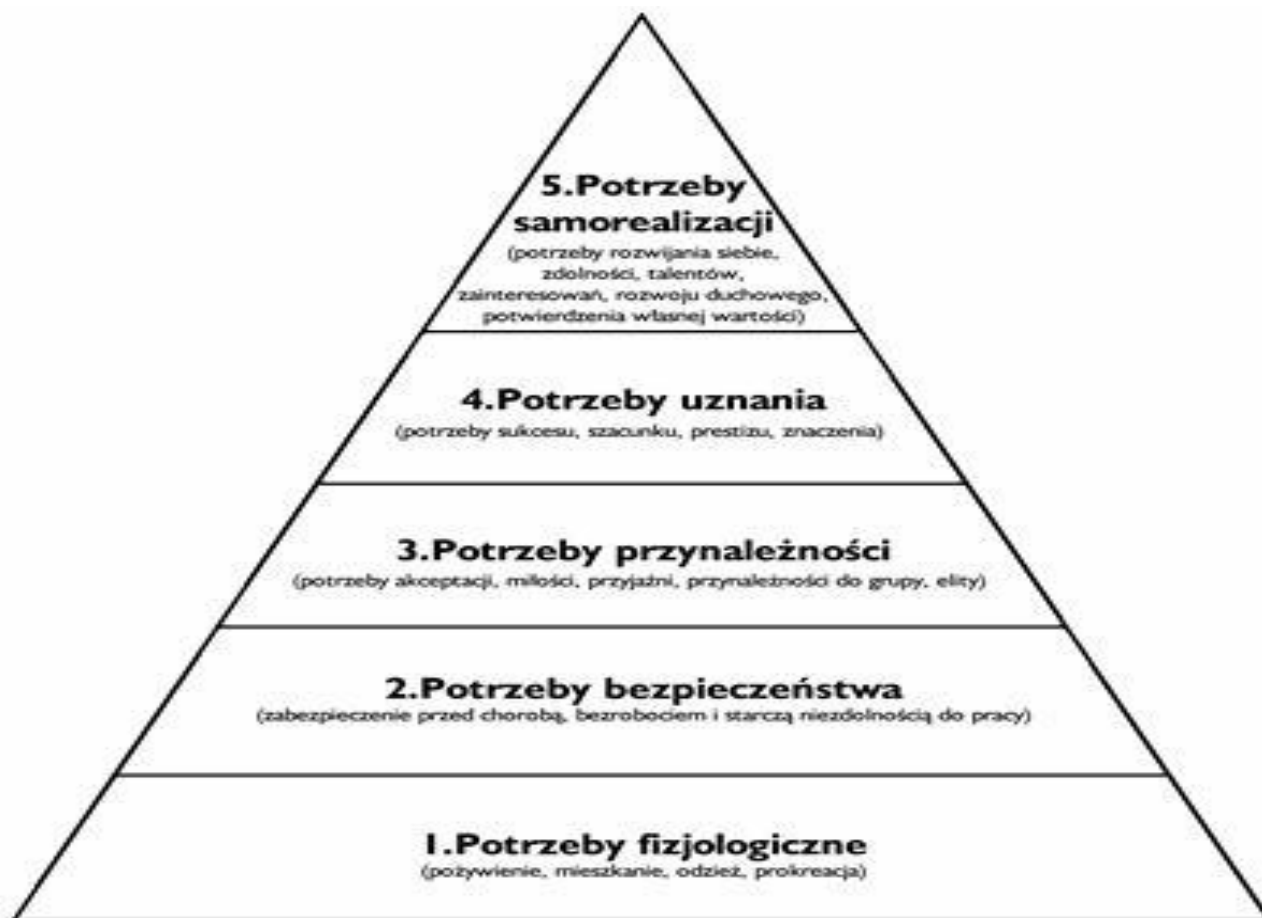 5.Potrzeby
samorealizacji
(potrzeby rozwijania siebie,
zdolności, talentów,
zainteresowań, rozwoju duchowego,
potwierdzenia własnej wartości)
4.Potrzeby uznania
(potrzeby sukcesu, szacunku, prestizu, znaczenia)
3.Potrzeby przynależności
(potrzeby akceptacji, miłości, przyjaźni, przynależności do grupy, elity)
2.Potrzeby bezpieczeństwa
(zabezpieczenie przed chorobą, bezrobociem i starczą niezdolnością do pracy)
1.Potrzeby fizjologiczne
(pożywienie, mieszkanie, odzież, prokreacja)